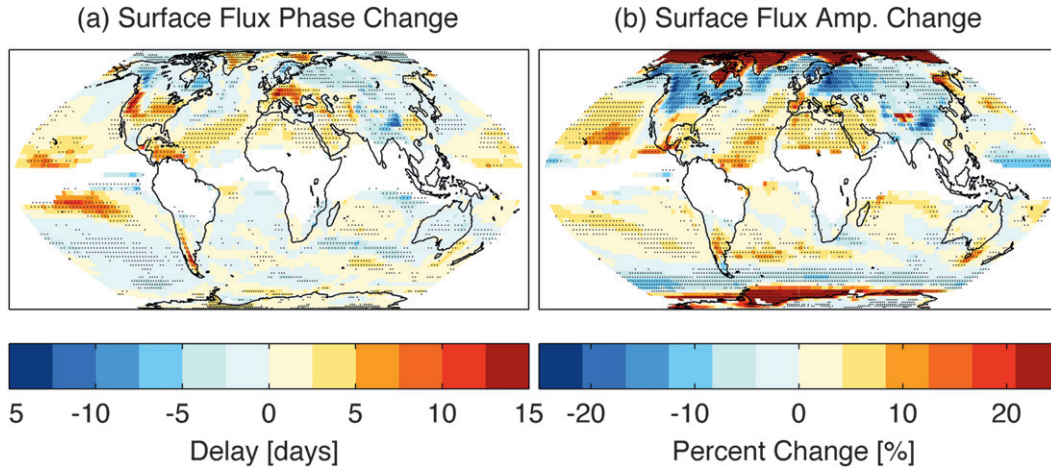 (a) Surface Flux Phase Change
(b) Surface Flux Amp. Change
5 -10 -5 0 5 10 15
-20 -10 0 10 20
Delay [days]
Percent Change [%]